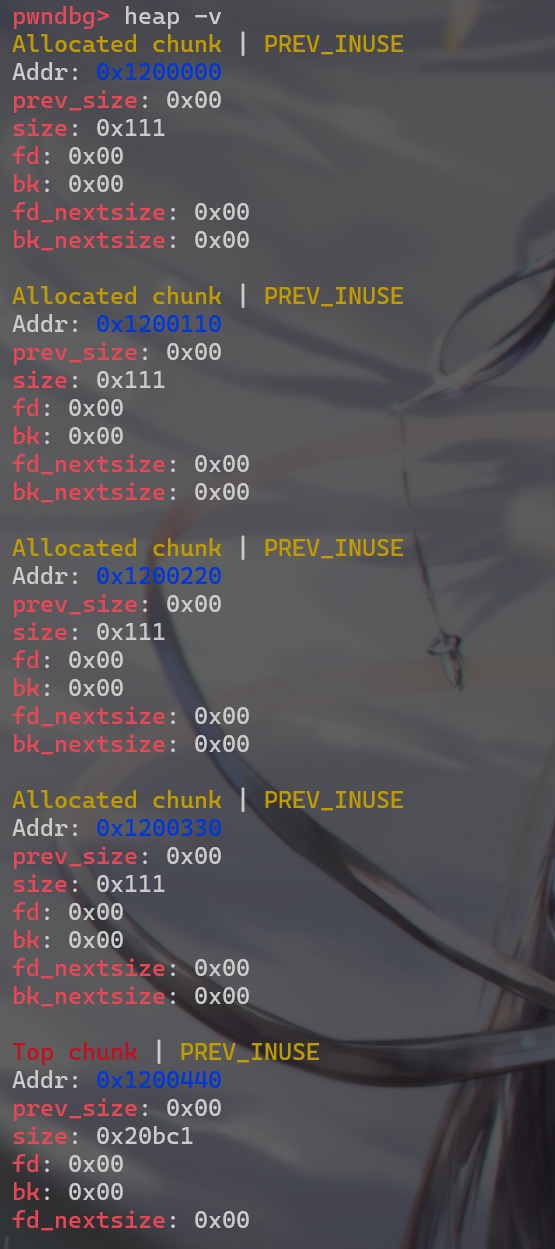 pwndbg> heap -v
Allocated chunk | PREV_INUSE
Addr: 0x1200000
prev_size: 0x00
size: 0x111
fd: 0x00
bk: 0x00
fd_nextsize: 0x00
bk_nextsize: 0x00
Allocated chunk | PREV_INUSE
Addr: 0x1200110
prev_size: 0x00
size: 0x111
fd: 0x00
bk: 0x00
fd_nextsize: 0x00
bk_nextsize: 0x00
Allocated chunk | PREV_INUSE
Addr: 0x1200220
prev_size: 0x00
size: 0x111
fd: 0x00
bk: 0x00
fd_nextsize: 0x00
bk_nextsize: 0x00
Allocated chunk | PREV_INUSE
Addr: 0x1200330
prev_size: 0x00
size: 0x111
fd: 0x00
bk: 0x00
fd_nextsize: 0x00
bk_nextsize: 0x00
Top chunk | PREV_INUSE
Addr: 0x1200440
prev_size: 0x00
size: 0x20bc1
fd: 0x00
bk: 0x00
fd_nextsize: 0x00